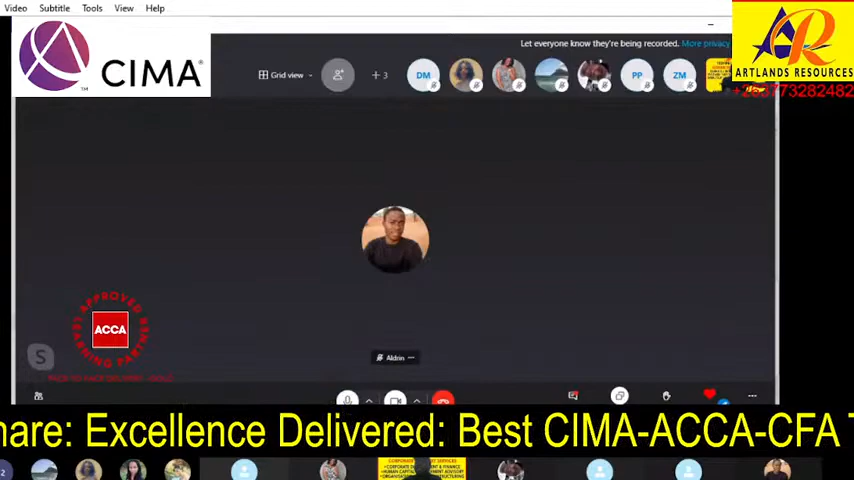 Video Subtitle Tools View Help
CIMA
Let everyone know they're being recorded. More privacy
AR
ARTLANDS RESOURCES
Grid view
+ 3
DM
PP
ZM
APPROVED LEARNING PARTNER
ACCA
S
Aldrin
hare: Excellence Delivered: Best CIMA-ACCA-CFA T